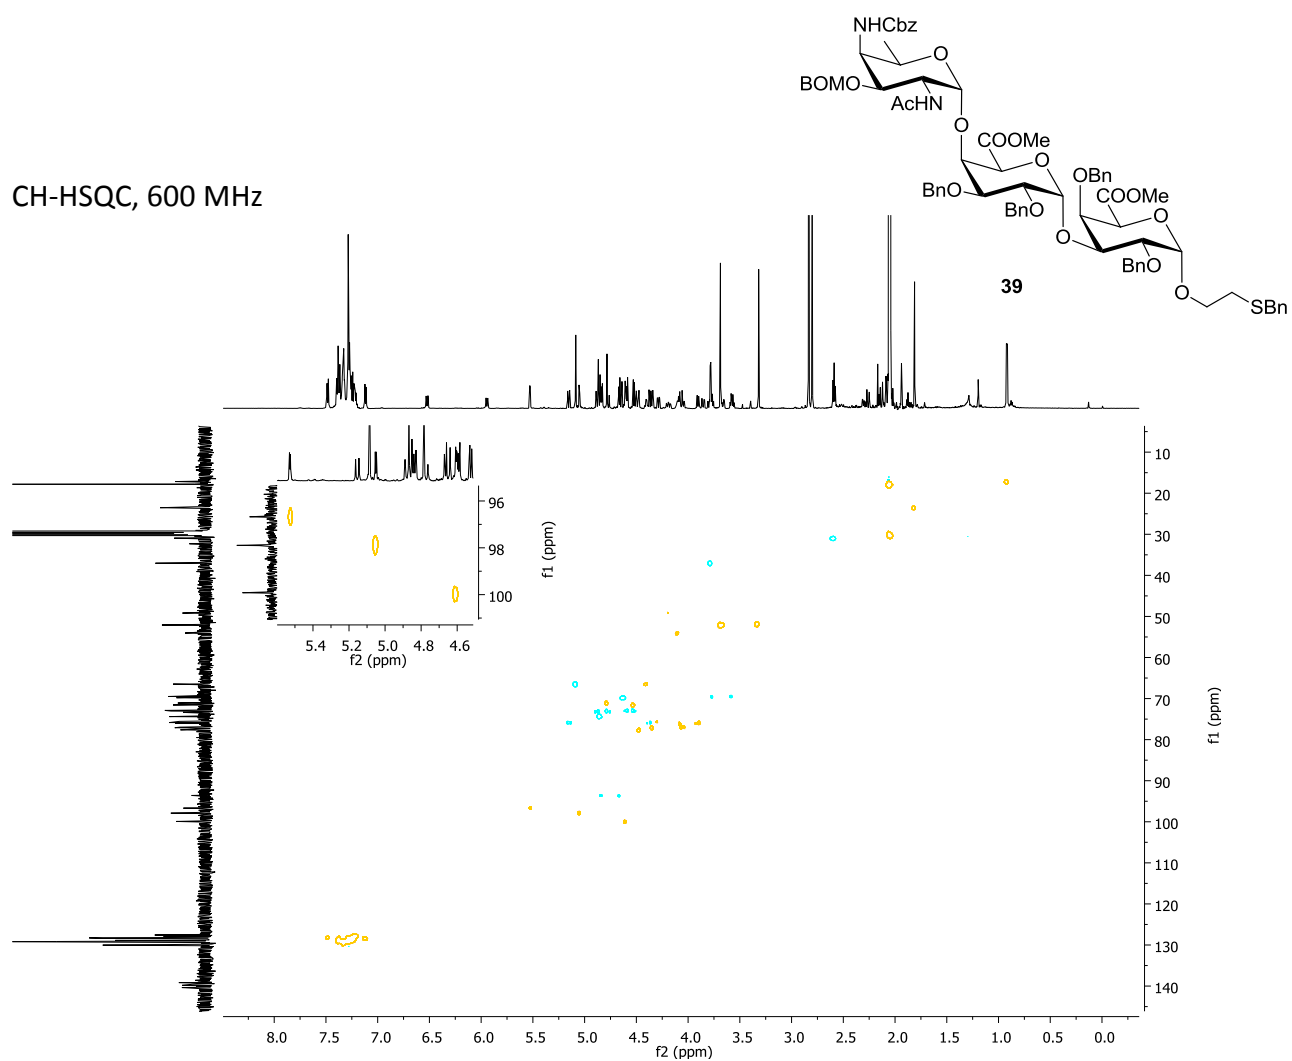 NHCbz
O
BOMO
AcHN
O
COOMe
O
BnO
BnO
OBn
COOMe
O
O
BnO
O
SBn
39
CH-HSQC, 600 MHz
96
98
100
f1 (ppm)
5.4 5.2 5.0 4.8 4.6
f2 (ppm)
10
20
30
40
50
60
70
80
90
100
110
120
130
140
f1 (ppm)
8.0 7.5 7.0 6.5 6.0 5.5 5.0 4.5 4.0 3.5 3.0 2.5 2.0 1.5 1.0 0.5 0.0
f2 (ppm)